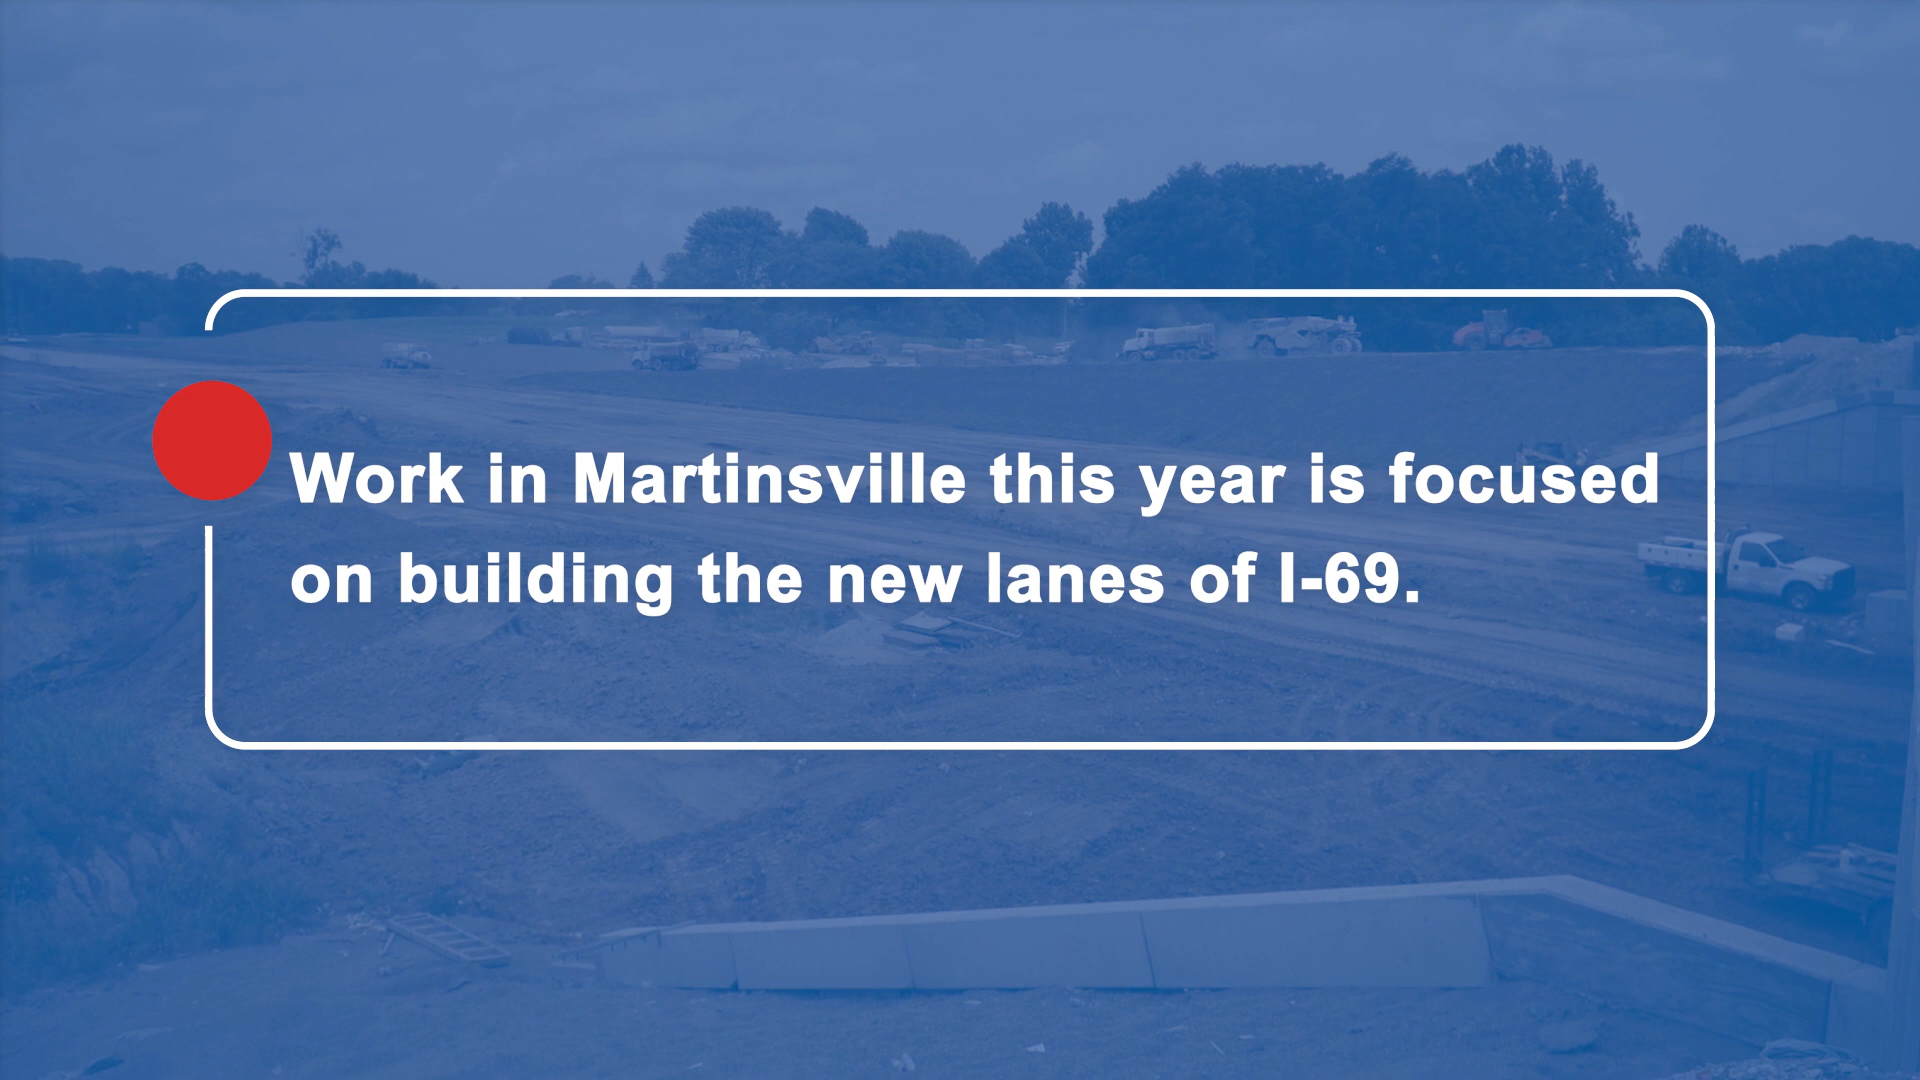 Work in Martinsville this year is focused
on building the new lanes of I-69.